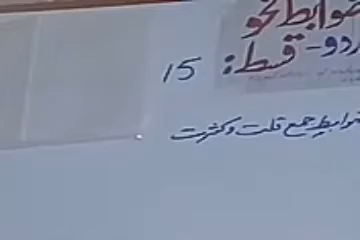 ضوابط نحو
اردو - قسط: 15
ضوابط جمع قلت وکثرت